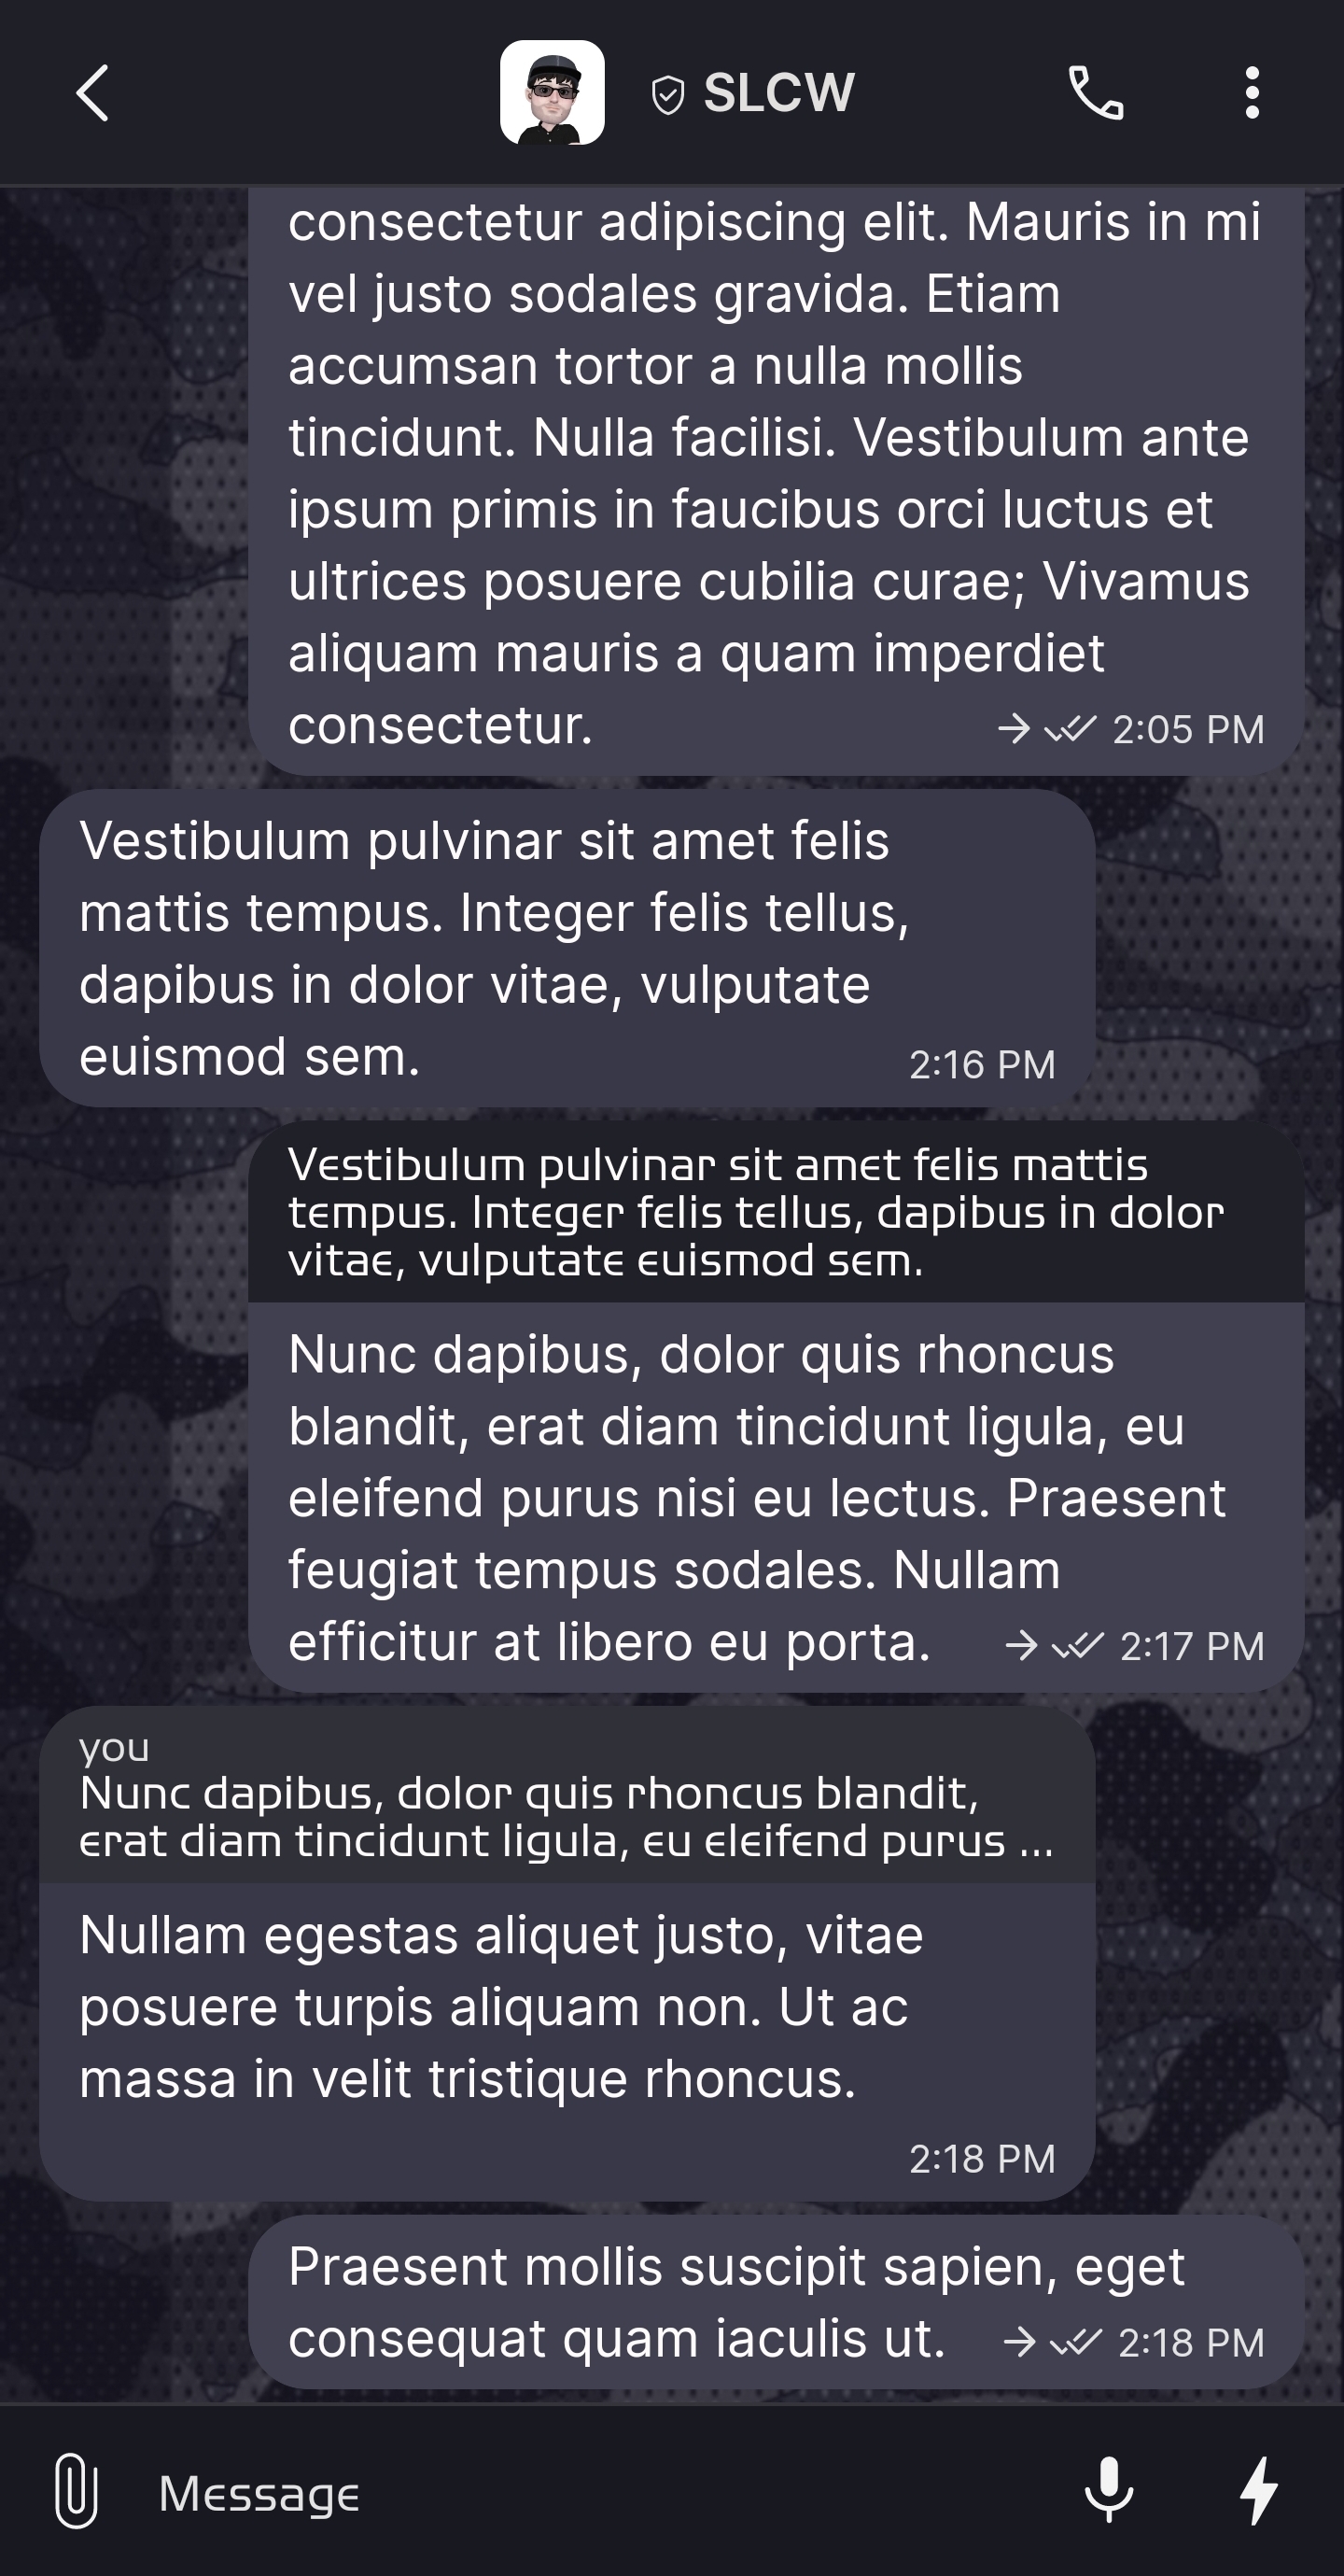 SLCW
consectetur adipiscing elit. Mauris in mi
vel justo sodales gravida. Etiam
accumsan tortor a nulla mollis
tincidunt. Nulla facilisi. Vestibulum ante
ipsum primis in faucibus orci luctus et
ultrices posuere cubilia curae; Vivamus
aliquam mauris a quam imperdiet
consectetur. 2:05 PM
Vestibulum pulvinar sit amet felis
mattis tempus. Integer felis tellus,
dapibus in dolor vitae, vulputate
euismod sem. 2:16 PM
Vestibulum pulvinar sit amet felis mattis
tempus. Integer felis tellus, dapibus in dolor
vitae, vulputate euismod sem.
Nunc dapibus, dolor quis rhoncus
blandit, erat diam tincidunt ligula, eu
eleifend purus nisi eu lectus. Praesent
feugiat tempus sodales. Nullam
efficitur at libero eu porta. 2:17 PM
you
Nunc dapibus, dolor quis rhoncus blandit,
erat diam tincidunt ligula, eu eleifend purus ...
Nullam egestas aliquet justo, vitae
posuere turpis aliquam non. Ut ac
massa in velit tristique rhoncus.
2:18 PM
Praesent mollis suscipit sapien, eget
consequat quam iaculis ut. 2:18 PM
Message